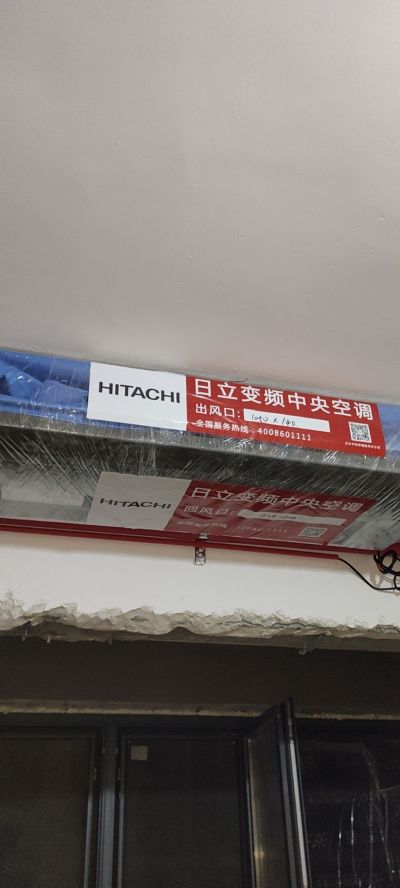 HITACHI
日立变频中央空调
出风口：1050 x 140
全国服务热线：4008601111
HITACHI
日立变频中央空调
回风口：